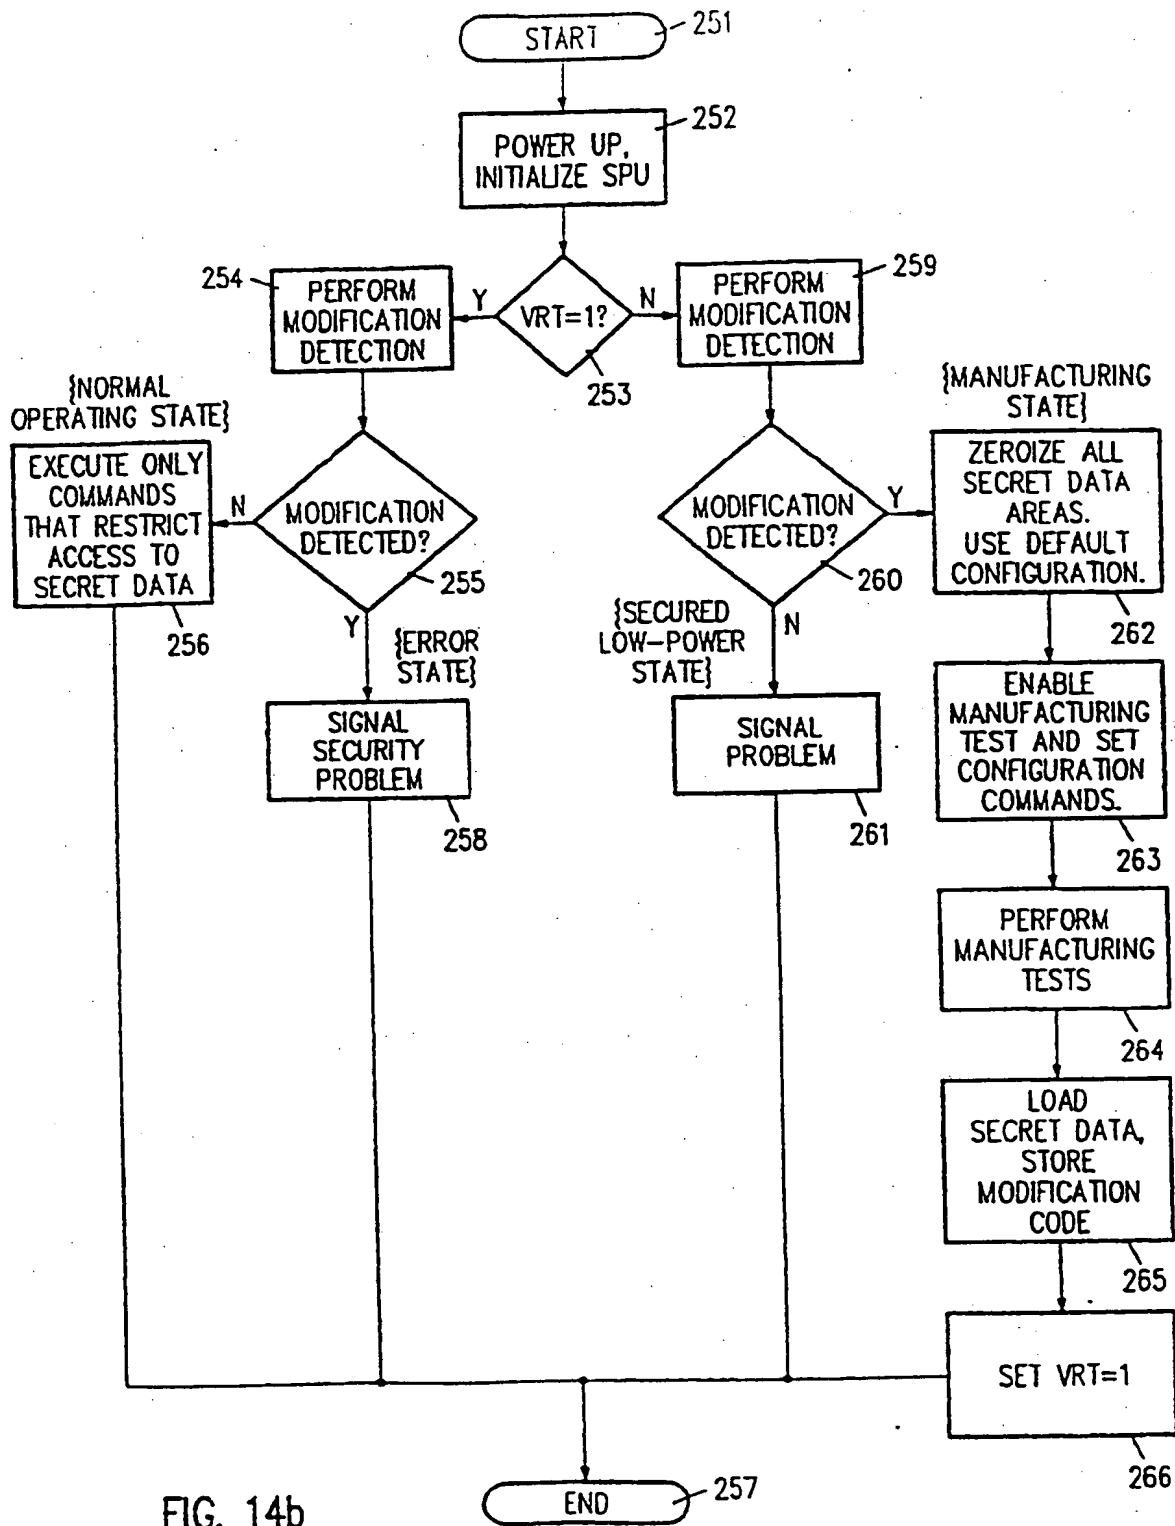 START
251
POWER UP,
INITIALIZE SPU
252
VRT=1?
253
Y
N
254
PERFORM
MODIFICATION
DETECTION
259
PERFORM
MODIFICATION
DETECTION
{NORMAL
OPERATING STATE}
EXECUTE ONLY
COMMANDS
THAT RESTRICT
ACCESS TO
SECRET DATA
256
N
MODIFICATION
DETECTED?
255
Y
{ERROR
STATE}
SIGNAL
SECURITY
PROBLEM
258
MODIFICATION
DETECTED?
260
Y
N
{SECURED
LOW-POWER
STATE}
SIGNAL
PROBLEM
261
{MANUFACTURING
STATE}
ZEROIZE ALL
SECRET DATA
AREAS.
USE DEFAULT
CONFIGURATION.
262
ENABLE
MANUFACTURING
TEST AND SET
CONFIGURATION
COMMANDS.
263
PERFORM
MANUFACTURING
TESTS
264
LOAD
SECRET DATA,
STORE
MODIFICATION
CODE
265
SET VRT=1
266
END
257
FIG. 14b